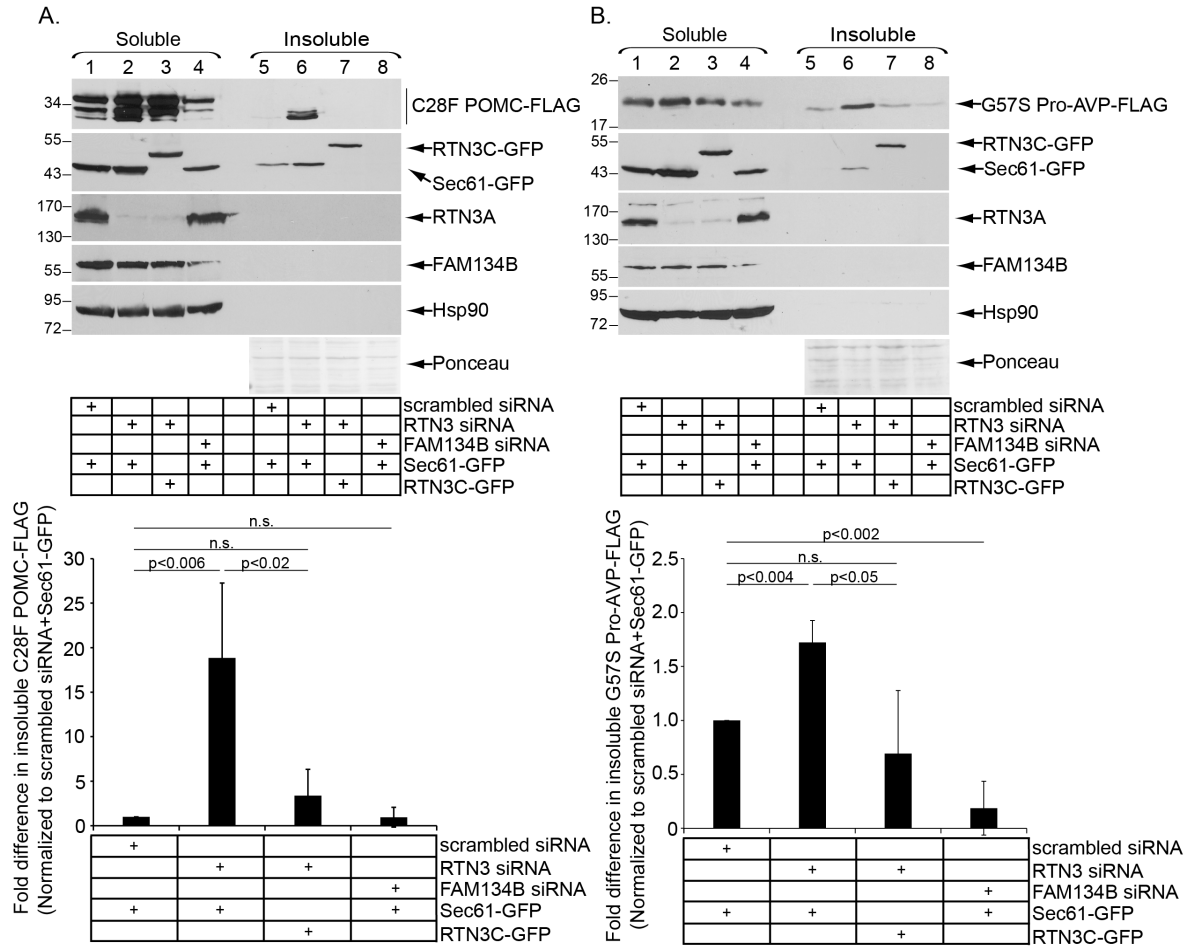 A.
Soluble Insoluble
1 2 3 4 5 6 7 8
34 C28F POMC-FLAG
55 RTN3C-GFP
43 Sec61-GFP
170 RTN3A
130
55 FAM134B
95 Hsp90
72
Ponceau
+ + scrambled siRNA
+ + + + RTN3 siRNA
+ + FAM134B siRNA
+ + + + + + Sec61-GFP
+ + RTN3C-GFP
Fold difference in insoluble C28F POMC-FLAG
(Normalized to scrambled siRNA+Sec61-GFP)
n.s.
n.s.
p<0.006 p<0.02
30
25
20
15
10
5
0
+ scrambled siRNA
+ + RTN3 siRNA
+ FAM134B siRNA
+ + + Sec61-GFP
+ RTN3C-GFP
B.
Soluble Insoluble
1 2 3 4 5 6 7 8
26
G57S Pro-AVP-FLAG
17
55 RTN3C-GFP
43 Sec61-GFP
170 RTN3A
130
FAM134B
55
95
Hsp90
72
Ponceau
+ + scrambled siRNA
+ + + + RTN3 siRNA
+ + FAM134B siRNA
+ + + + + + Sec61-GFP
+ + RTN3C-GFP
Fold difference in insoluble G57S Pro-AVP-FLAG
(Normalized to scrambled siRNA+Sec61-GFP)
p<0.002
n.s.
p<0.004 p<0.05
2.5
2.0
1.5
1.0
0.5
0
+ scrambled siRNA
+ + RTN3 siRNA
+ FAM134B siRNA
+ + + Sec61-GFP
+ RTN3C-GFP